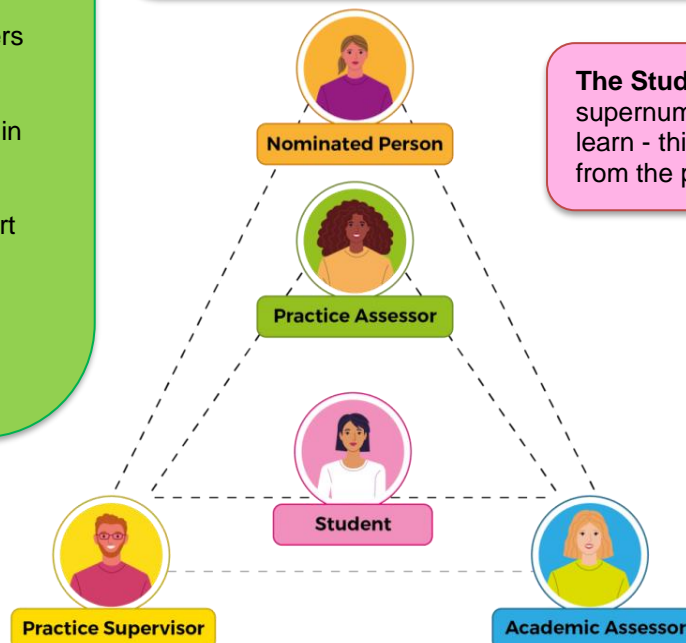 ers
in
rt
Nominated Person
The Stud
supernum
learn - thi
from the p
Practice Assessor
Student
Practice Supervisor
Academic Assessor